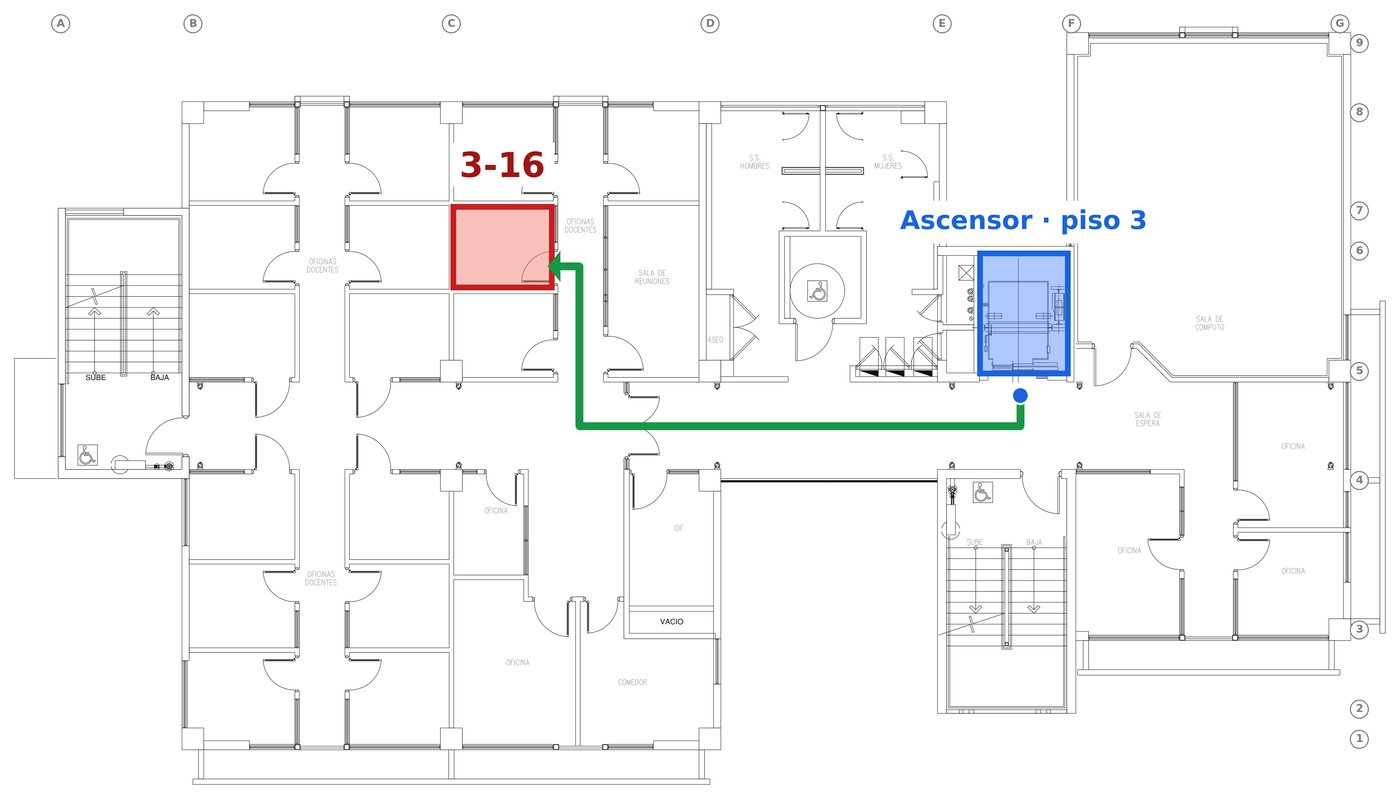 A
B
C
D
E
F
G
9
8
3-16
S.S.
HOMBRES
S.S.
MUJERES
7
Ascensor · piso 3
OFICINAS
DOCENTES
6
OFICINAS
DOCENTES
SALA DE
REUNIONES
SALA DE
COMPUTO
ASEO
5
SUBE
BAJA
SALA DE
ESPERA
OFICINA
4
OFICINA
IDF
SUBE
BAJA
OFICINA
OFICINA
OFICINAS
DOCENTES
VACIO
3
OFICINA
COMEDOR
2
1